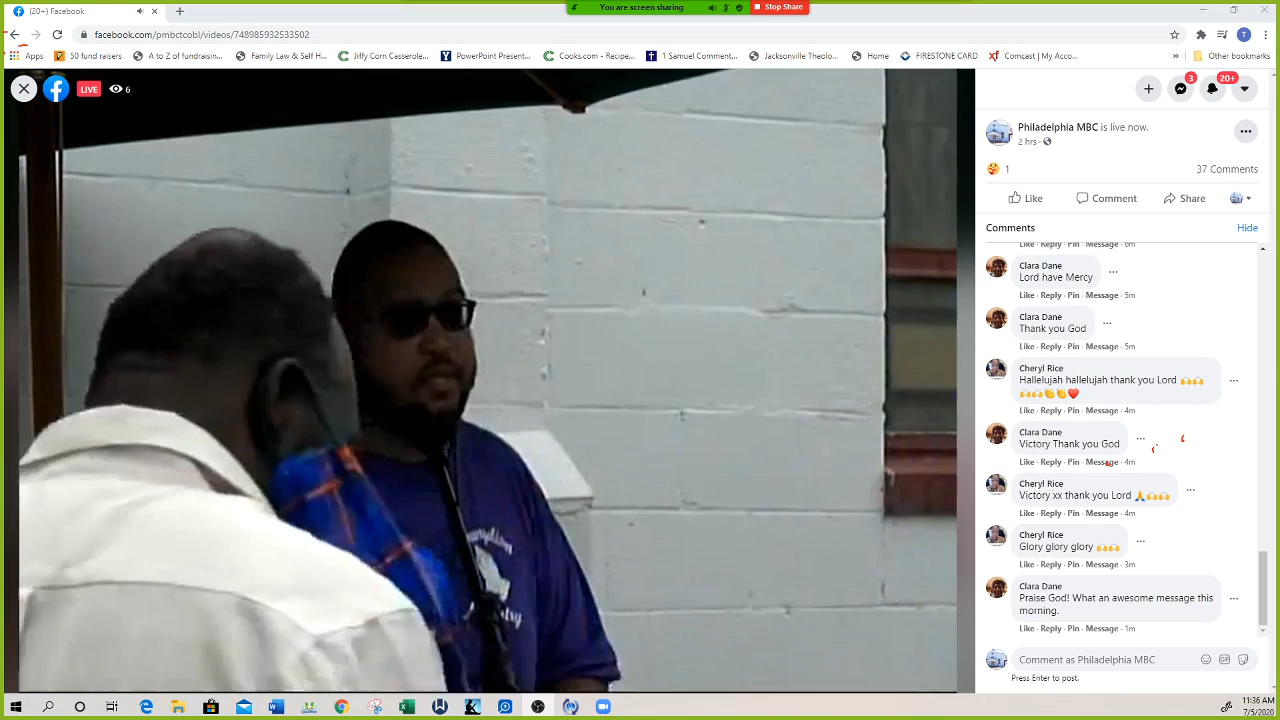 You are screen sharing
Stop Share
(20+) Facebook
facebook.com/pmbctcobl/videos/748985932533502
Apps
50 fund raisers
A to Z of fundraisin...
Family Law & Self H...
Jiffy Corn Casserole...
PowerPoint Present...
Cooks.com - Recipe...
1 Samuel Comment...
Jacksonville Theolo...
Home
FIRESTONE CARD
Comcast | My Acco...
»
Other bookmarks
T
LIVE
6
3
20+
Philadelphia MBC is live now.
2 hrs ·
1
37 Comments
Like
Comment
Share
Comments
Hide
Like · Reply · Pin · Message · 6m
Clara Dane
Lord have Mercy
Like · Reply · Pin · Message · 5m
Clara Dane
Thank you God
Like · Reply · Pin · Message · 5m
Cheryl Rice
Hallelujah hallelujah thank you Lord 🙌🙌
🙌🙌👏👏❤️
Like · Reply · Pin · Message · 4m
Clara Dane
Victory Thank you God
Like · Reply · Pin · Message · 4m
Cheryl Rice
Victory xx thank you Lord 🙏🙌🙌
Like · Reply · Pin · Message · 4m
Cheryl Rice
Glory glory glory 🙌🙌
Like · Reply · Pin · Message · 3m
Clara Dane
Praise God! What an awesome message this
morning.
Like · Reply · Pin · Message · 1m
Comment as Philadelphia MBC
GIF
Press Enter to post.
11:36 AM
7/5/2020